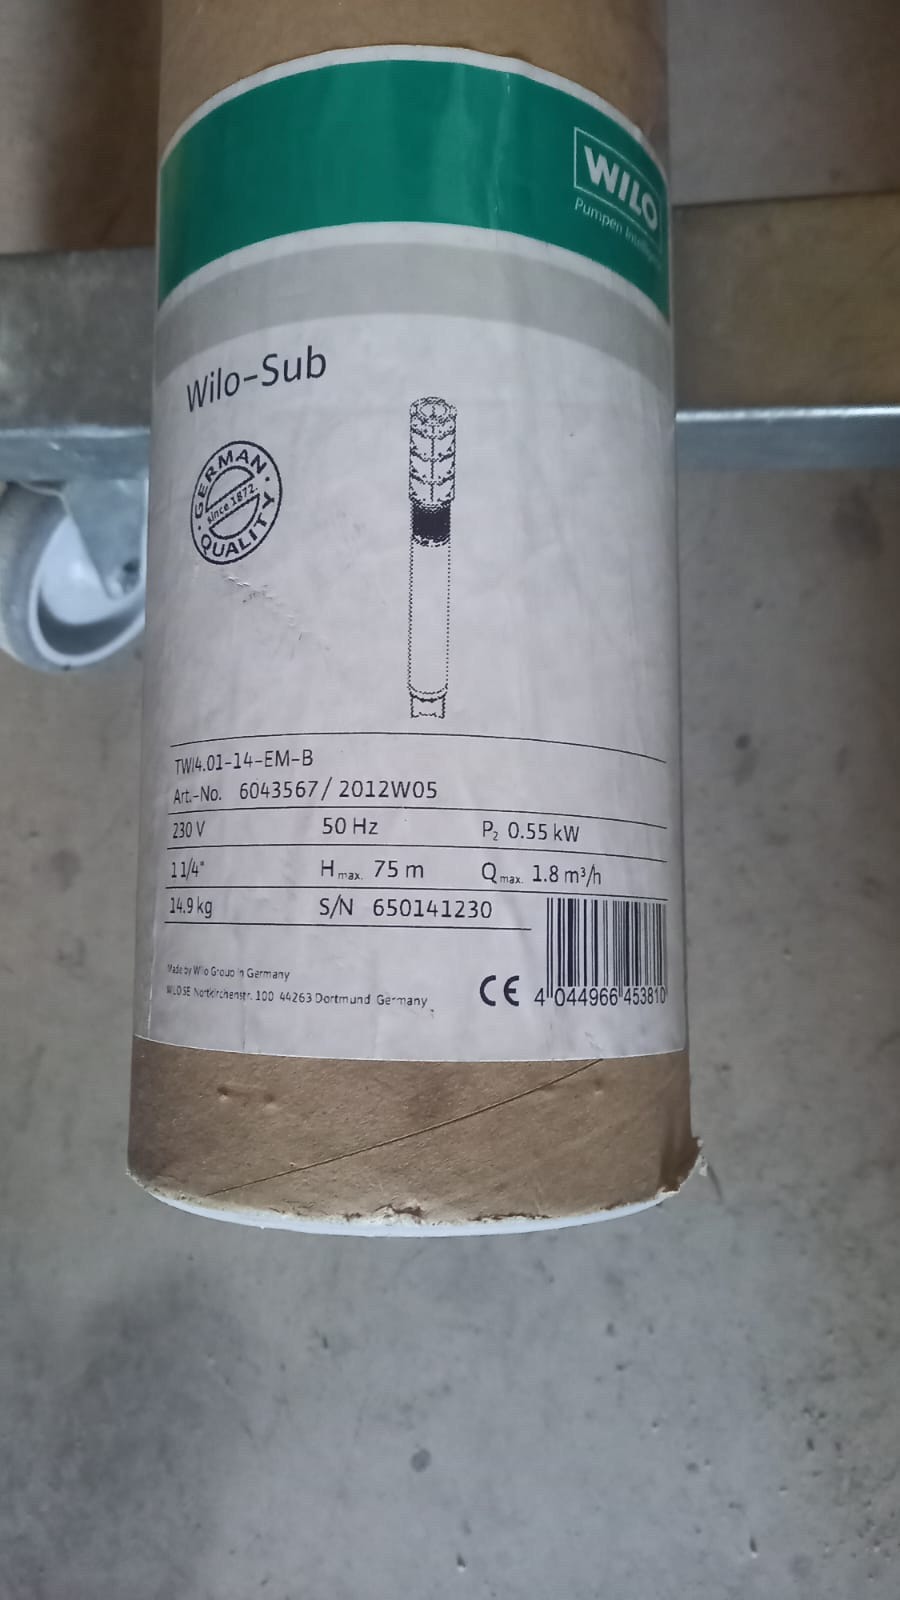 WILO
Pumpen Intelligenz
Wilo-Sub
GERMAN
since 1872.
QUALITY
TWI4.01-14-EM-B
Art.-No. 6043567 / 2012W05
230 V 50 Hz P2 0.55 kW
1 1/4" H max. 75 m Q max. 1.8 m³/h
14.9 kg S/N 650141230
Made by Wilo Group in Germany
WILO SE Nortkirchenstr. 100 44263 Dortmund Germany
CE 4 044966 453810